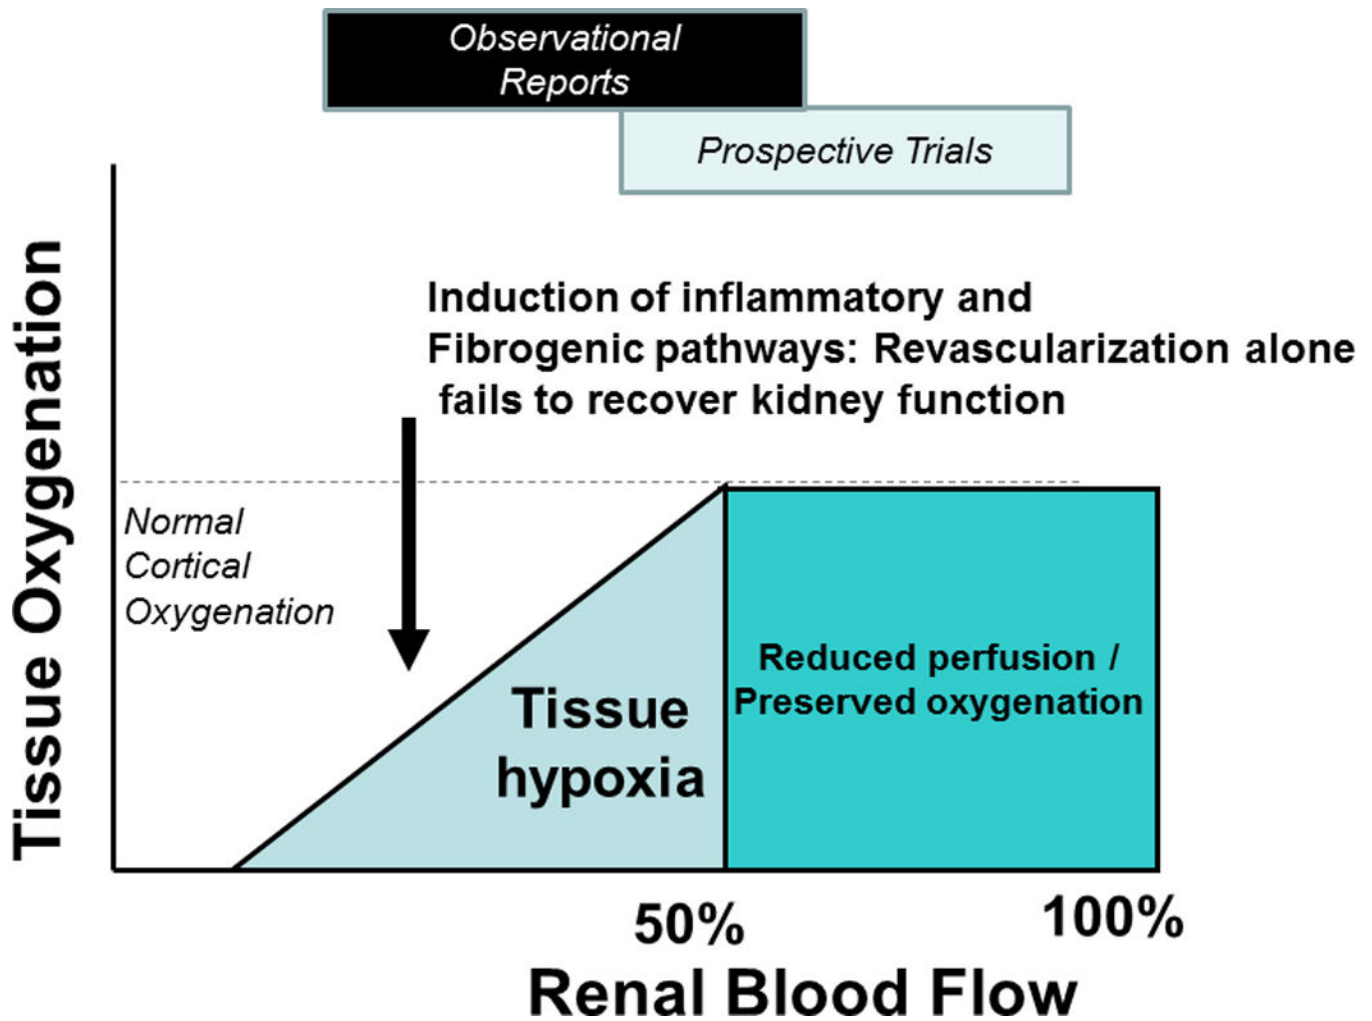 Observational
Reports
Prospective Trials
Tissue Oxygenation
Induction of inflammatory and
Fibrogenic pathways: Revascularization alone
fails to recover kidney function
Normal
Cortical
Oxygenation
Tissue
hypoxia
Reduced perfusion /
Preserved oxygenation
50%
100%
Renal Blood Flow